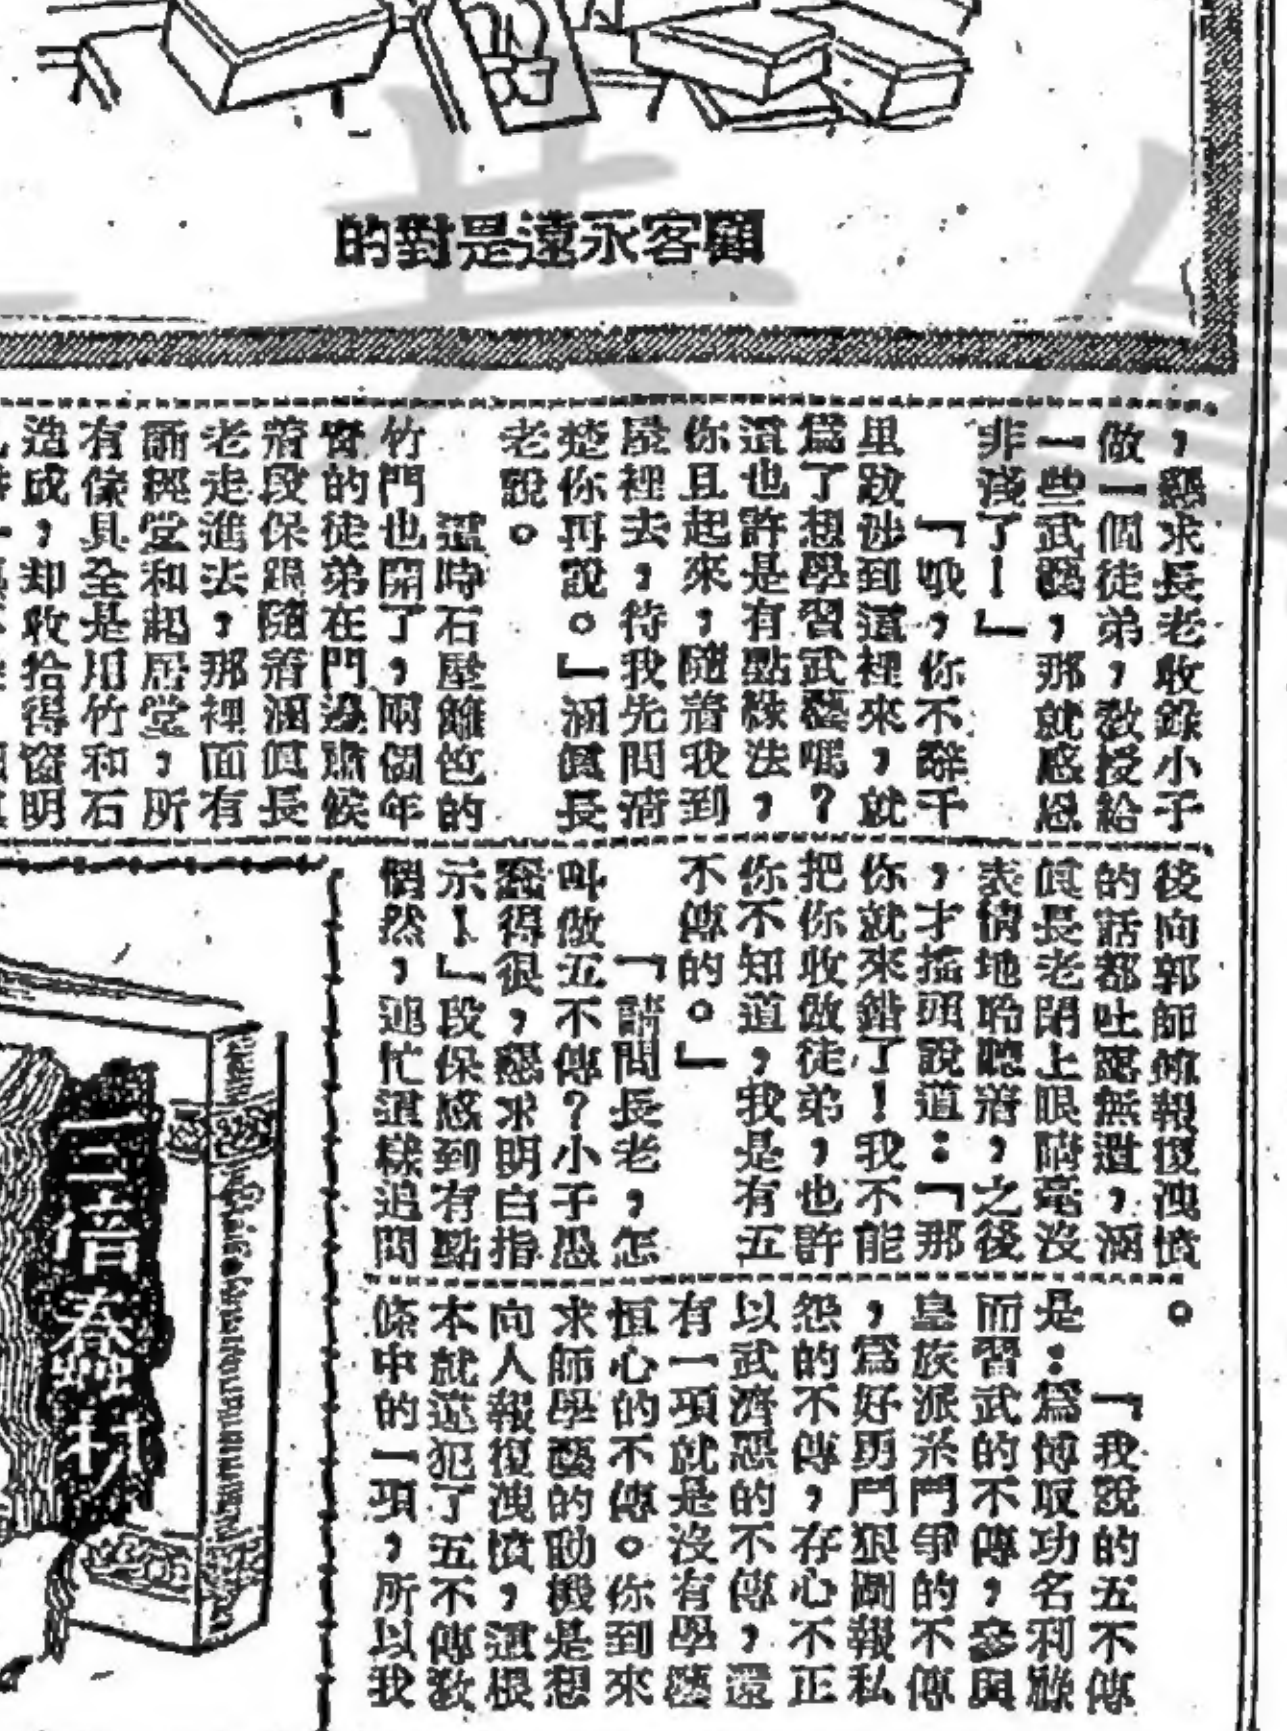 顧客永遠是對的
，懇求長老收錄小子
做一個徒弟，教授給
一些武藝，那就感恩
非淺了！」
「哦，你不辭千
里跋涉到這裡來，就
爲了想學習武藝嗎？
這也許是有點緣法，
你且起來，隨着我到
屋裡去，待我先問清
楚你再說。」涵眞長
老說。
這時石屋籬笆的
竹門也開了，兩個年
青的徒弟在門邊肅候
着段保跟隨着涵眞長
老走進去，那裡面有
誦經堂和起居堂，所
有傢具全是用竹和石
造成，却收拾得窗明
後向郭師爺報復洩憤
的話都吐露無遺，涵
眞長老閉上眼睛毫沒
表情地聆聽着，之後
，才搖頭說道：「那
你就來錯了！我不能
把你收做徒弟，也許
你不知道，我是有五
不傳的。」
「請問長老，怎
叫做五不傳？小子愚
蠢得很，懇求明白指
示！」段保感到有點
惘然，連忙這樣追問
。
「我說的五不傳
是：爲傳取功名利祿
而習武的不傳，參與
皇族派系鬥爭的不傳
，爲好勇鬥狠圖報私
怨的不傳，存心不正
以武濟惡的不傳，還
有一項就是沒有學藝
恒心的不傳。你到來
求師學藝的動機是想
向人報復洩憤，這根
本就違犯了五不傳敎
條中的一項，所以我
三倍春蠶材